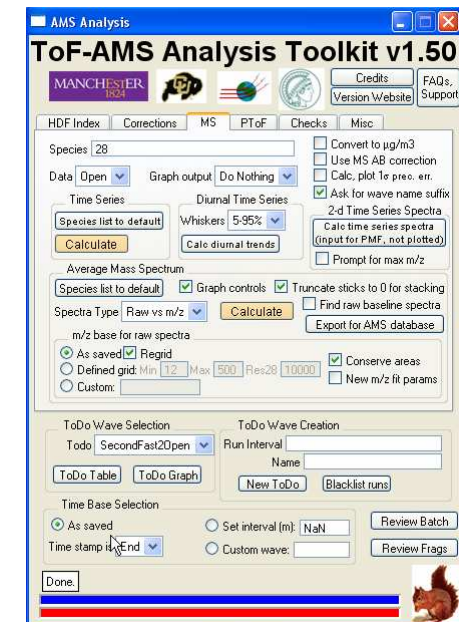 AMS Analysis
ToF-AMS Analysis Toolkit v1.50
MANCHESTER
1824
Credits
Version Website
FAQs,
Support
HDF Index Corrections MS PToF Checks Misc
Species 28
Convert to µg/m3
Use MS AB correction
Data Open Graph output Do Nothing
Calc, plot 1σ prec. err.
Ask for wave name suffix
Time Series Diurnal Time Series 2-d Time Series Spectra
Species list to default Whiskers 5-95%
Calc time series spectra
(input for PMF, not plotted)
Calculate Calc diurnal trends
Prompt for max m/z
Average Mass Spectrum
Species list to default Graph controls Truncate sticks to 0 for stacking
Find raw baseline spectra
Spectra Type Raw vs m/z Calculate
Export for AMS database
m/z base for raw spectra
As saved Regrid
Conserve areas
Defined grid: Min 12 Max 500 Res28 10000
New m/z fit params
Custom:
ToDo Wave Selection ToDo Wave Creation
Todo SecondFast2Open Run Interval
Name
ToDo Table ToDo Graph New ToDo Blacklist runs
Time Base Selection
As saved Set interval (m): NaN Review Batch
Time stamp is End Custom wave: Review Frags
Done.